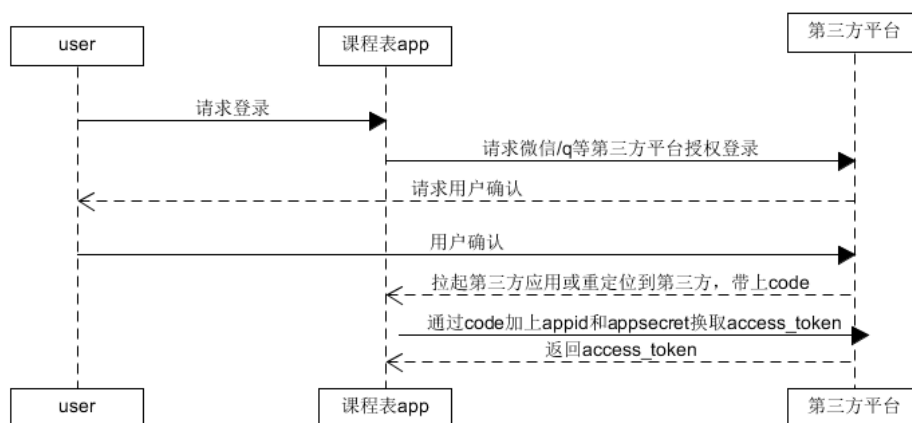 user
课程表app
第三方平台
请求登录
请求微信/q等第三方平台授权登录
请求用户确认
用户确认
拉起第三方应用或重定位到第三方，带上code
通过code加上appid和appsecret换取access_token
返回access_token
user
课程表app
第三方平台